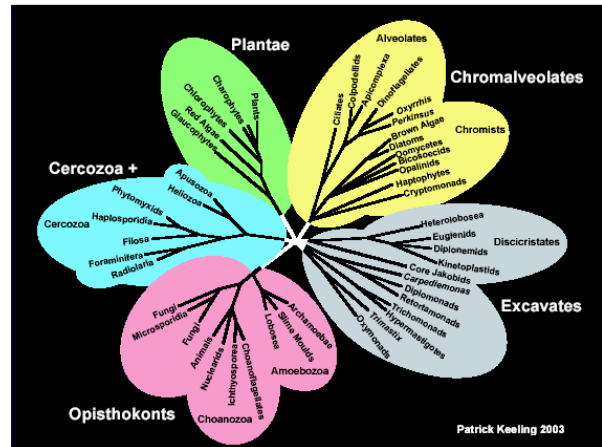 Plantae
Plants
Charophytes
Chlorophytes
Red Algae
Glaucophytes
Alveolates
Chromalveolates
Ciliates
Colpodellids
Apicomplexa
Dinoflagellates
Oxyrrhis
Perkinsus
Chromists
Brown Algae
Diatoms
Oomycetes
Bicosoecids
Opalinids
Haptophytes
Cryptomonads
Cercozoa +
Apusozoa
Heliozoa
Cercozoa
Phytomyxids
Haplosporidia
Filosa
Foraminifera
Radiolaria
Heterolobosea
Euglenids
Diplonemids
Kinetoplastids
Discicristates
Core Jakobids
Carpediemonas
Diplomonads
Retortamonads
Trichomonads
Hypermastigotes
Trimastix
Oxymonads
Excavates
Fungi
Microsporidia
Fungi
Animals
Nucleariids
Ichthyosporea
Choanoflagellates
Lobosea
Slime Moulds
Archamoebae
Amoebozoa
Choanozoa
Opisthokonts
Patrick Keeling 2003